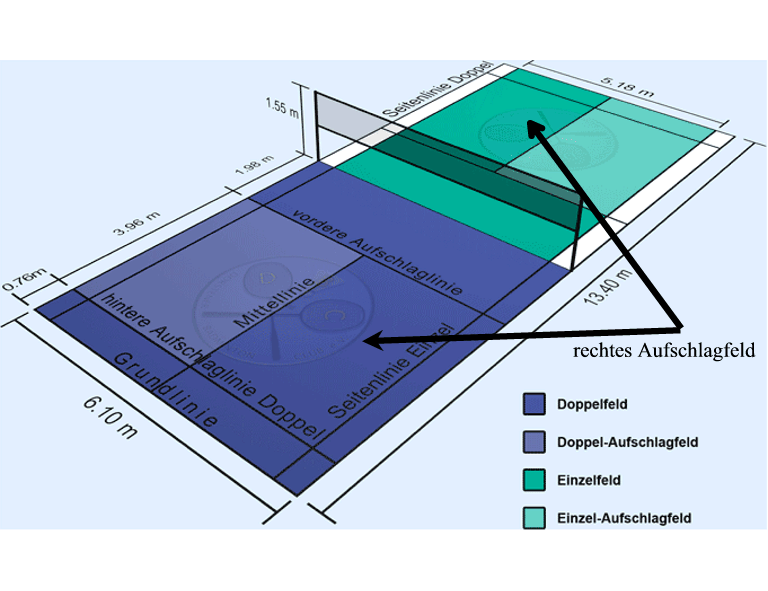 Seitenlinie Doppel
5.18 m
1.55 m
1.98 m
3.96 m
0.76m
vordere Aufschlaglinie
Mittellinie
D
C
hintere Aufschlaglinie Doppel
Seitenlinie Einzel
Grundlinie
6.10 m
13.40 m
rechtes Aufschlagfeld
Doppelfeld
Doppel-Aufschlagfeld
Einzelfeld
Einzel-Aufschlagfeld